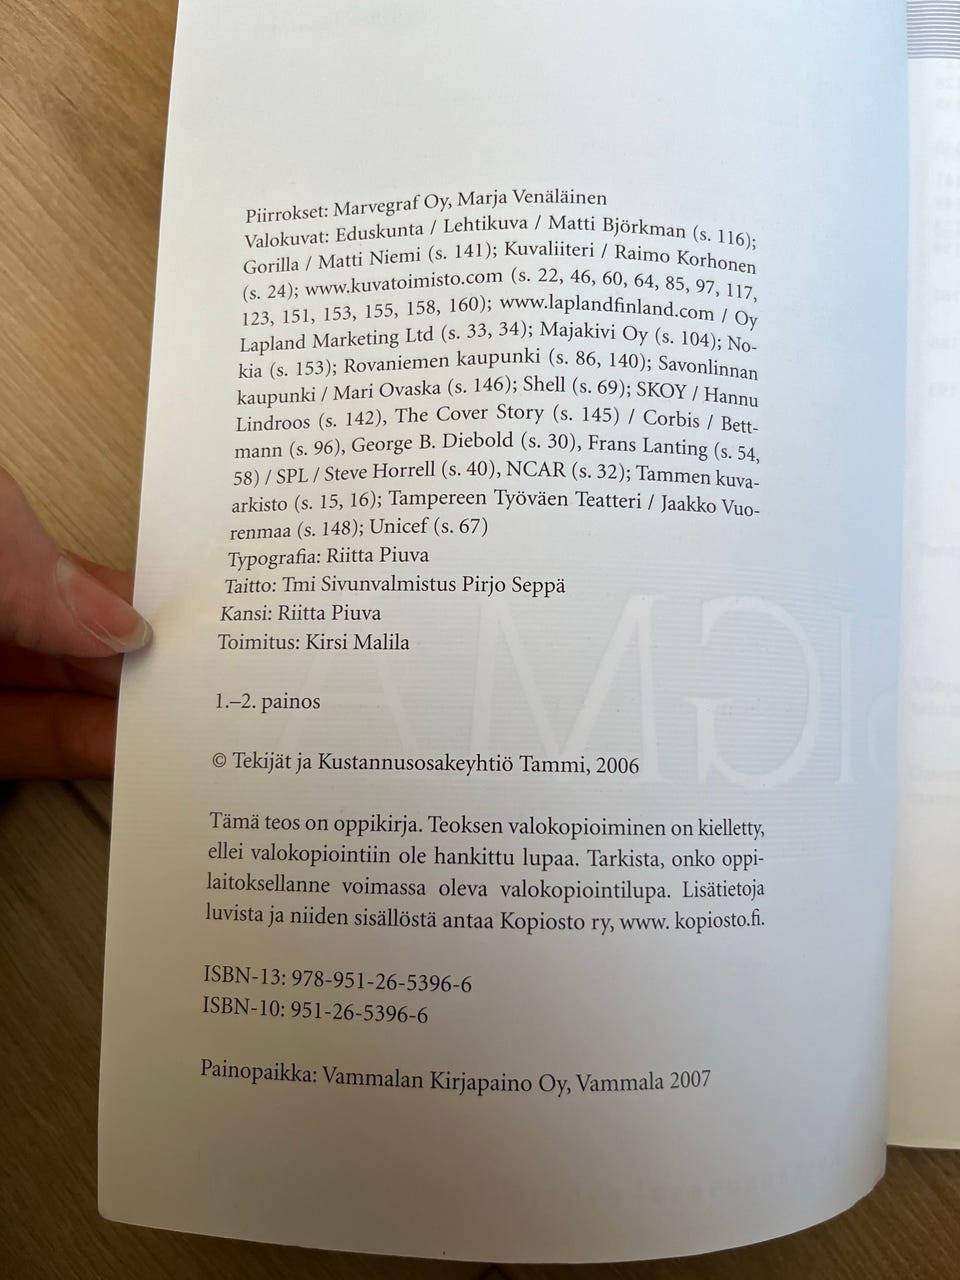 Piirrokset: Marvegraf Oy, Marja Venäläinen
Valokuvat: Eduskunta / Lehtikuva / Matti Björkman (s. 116);
Gorilla / Matti Niemi (s. 141); Kuvaliiteri / Raimo Korhonen
(s. 24); www.kuvatoimisto.com (s. 22, 46, 60, 64, 85, 97, 117,
123, 151, 153, 155, 158, 160); www.laplandfinland.com / Oy
Lapland Marketing Ltd (s. 33, 34); Majakivi Oy (s. 104); No-
kia (s. 153); Rovaniemen kaupunki (s. 86, 140); Savonlinnan
kaupunki / Mari Ovaska (s. 146); Shell (s. 69); SKOY / Hannu
Lindroos (s. 142), The Cover Story (s. 145) / Corbis / Bett-
mann (s. 96), George B. Diebold (s. 30), Frans Lanting (s. 54,
58) / SPL / Steve Horrell (s. 40), NCAR (s. 32); Tammen kuva-
arkisto (s. 15, 16); Tampereen Työväen Teatteri / Jaakko Vuo-
renmaa (s. 148); Unicef (s. 67)
Typografia: Riitta Piuva
Taitto: Tmi Sivunvalmistus Pirjo Seppä
Kansi: Riitta Piuva
Toimitus: Kirsi Malila
1.–2. painos
© Tekijät ja Kustannusosakeyhtiö Tammi, 2006
Tämä teos on oppikirja. Teoksen valokopioiminen on kielletty,
ellei valokopiointiin ole hankittu lupaa. Tarkista, onko oppi-
laitoksellanne voimassa oleva valokopiointilupa. Lisätietoja
luvista ja niiden sisällöstä antaa Kopiosto ry, www. kopiosto.fi.
ISBN-13: 978-951-26-5396-6
ISBN-10: 951-26-5396-6
Painopaikka: Vammalan Kirjapaino Oy, Vammala 2007
SIGMA